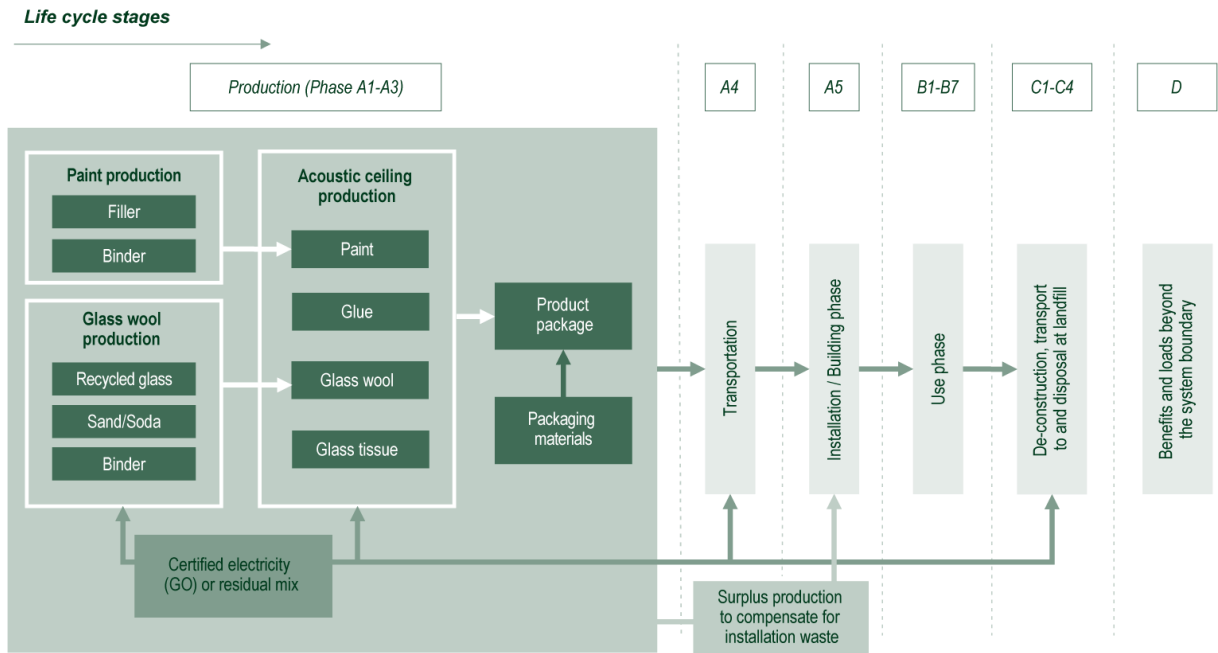 Life cycle stages
Production (Phase A1-A3)
A4
A5
B1-B7
C1-C4
D
Paint production
Filler
Binder
Glass wool
production
Recycled glass
Sand/Soda
Binder
Acoustic ceiling
production
Paint
Glue
Glass wool
Glass tissue
Product
package
Packaging
materials
Transportation
Installation / Building phase
Use phase
De-construction, transport
to and disposal at landfill
Benefits and loads beyond
the system boundary
Certified electricity
(GO) or residual mix
Surplus production
to compensate for
installation waste